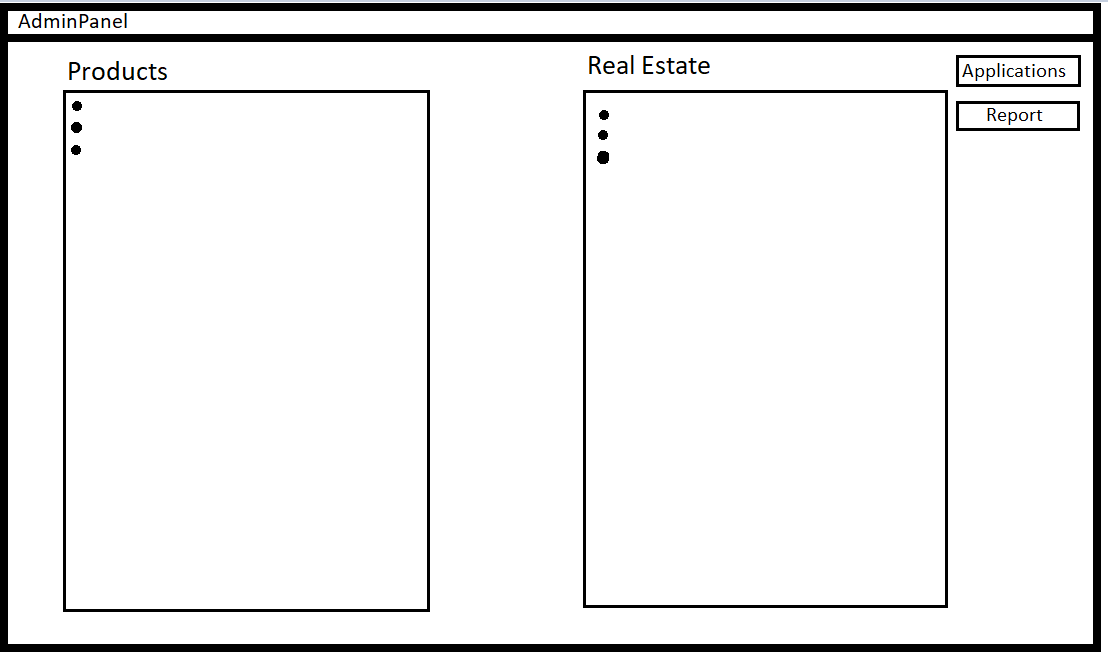 AdminPanel
Products
Real Estate
Applications
Report